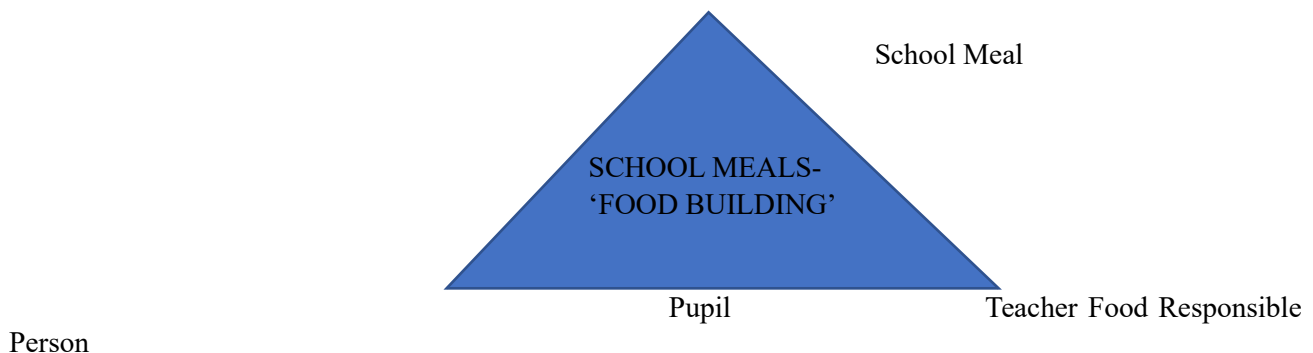 School Meal
SCHOOL MEALS-
‘FOOD BUILDING’
Pupil Teacher Food Responsible
Person